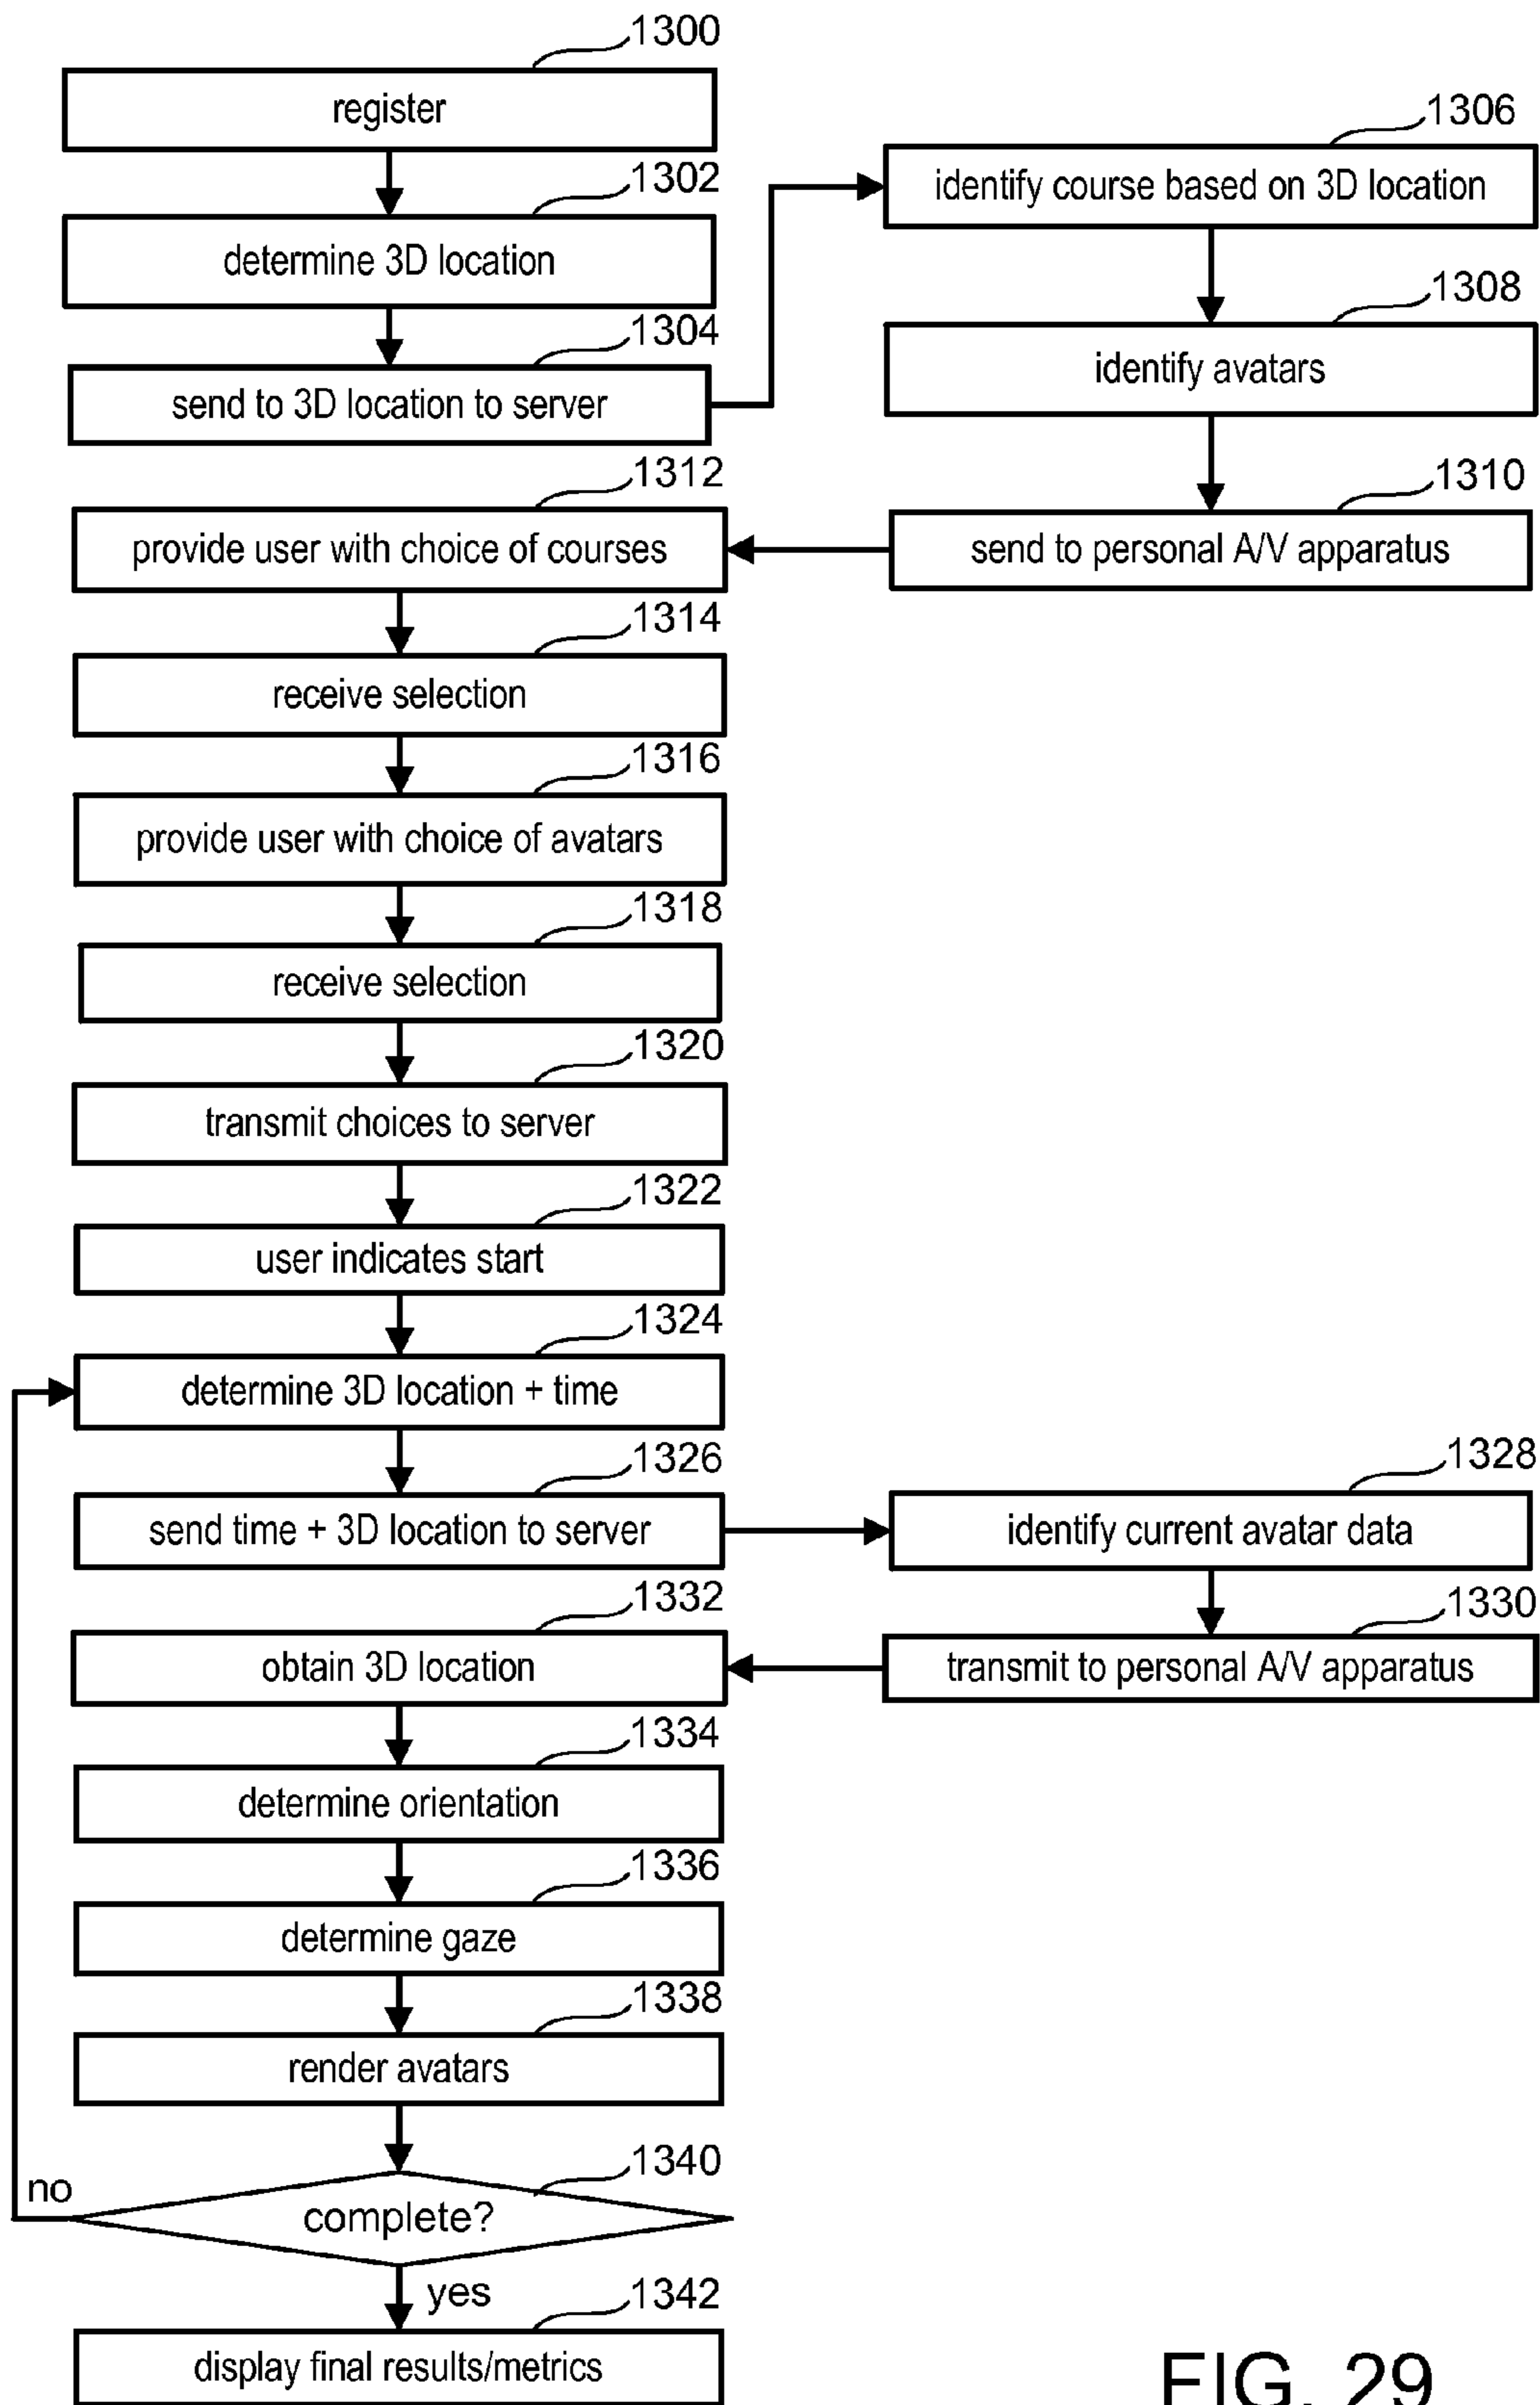 1300
register
1302
determine 3D location
1304
send to 3D location to server
1306
identify course based on 3D location
1308
identify avatars
1310
send to personal A/V apparatus
1312
provide user with choice of courses
1314
receive selection
1316
provide user with choice of avatars
1318
receive selection
1320
transmit choices to server
1322
user indicates start
1324
determine 3D location + time
1326
send time + 3D location to server
1328
identify current avatar data
1330
transmit to personal A/V apparatus
1332
obtain 3D location
1334
determine orientation
1336
determine gaze
1338
render avatars
1340
complete?
no
yes
1342
display final results/metrics
FIG. 29